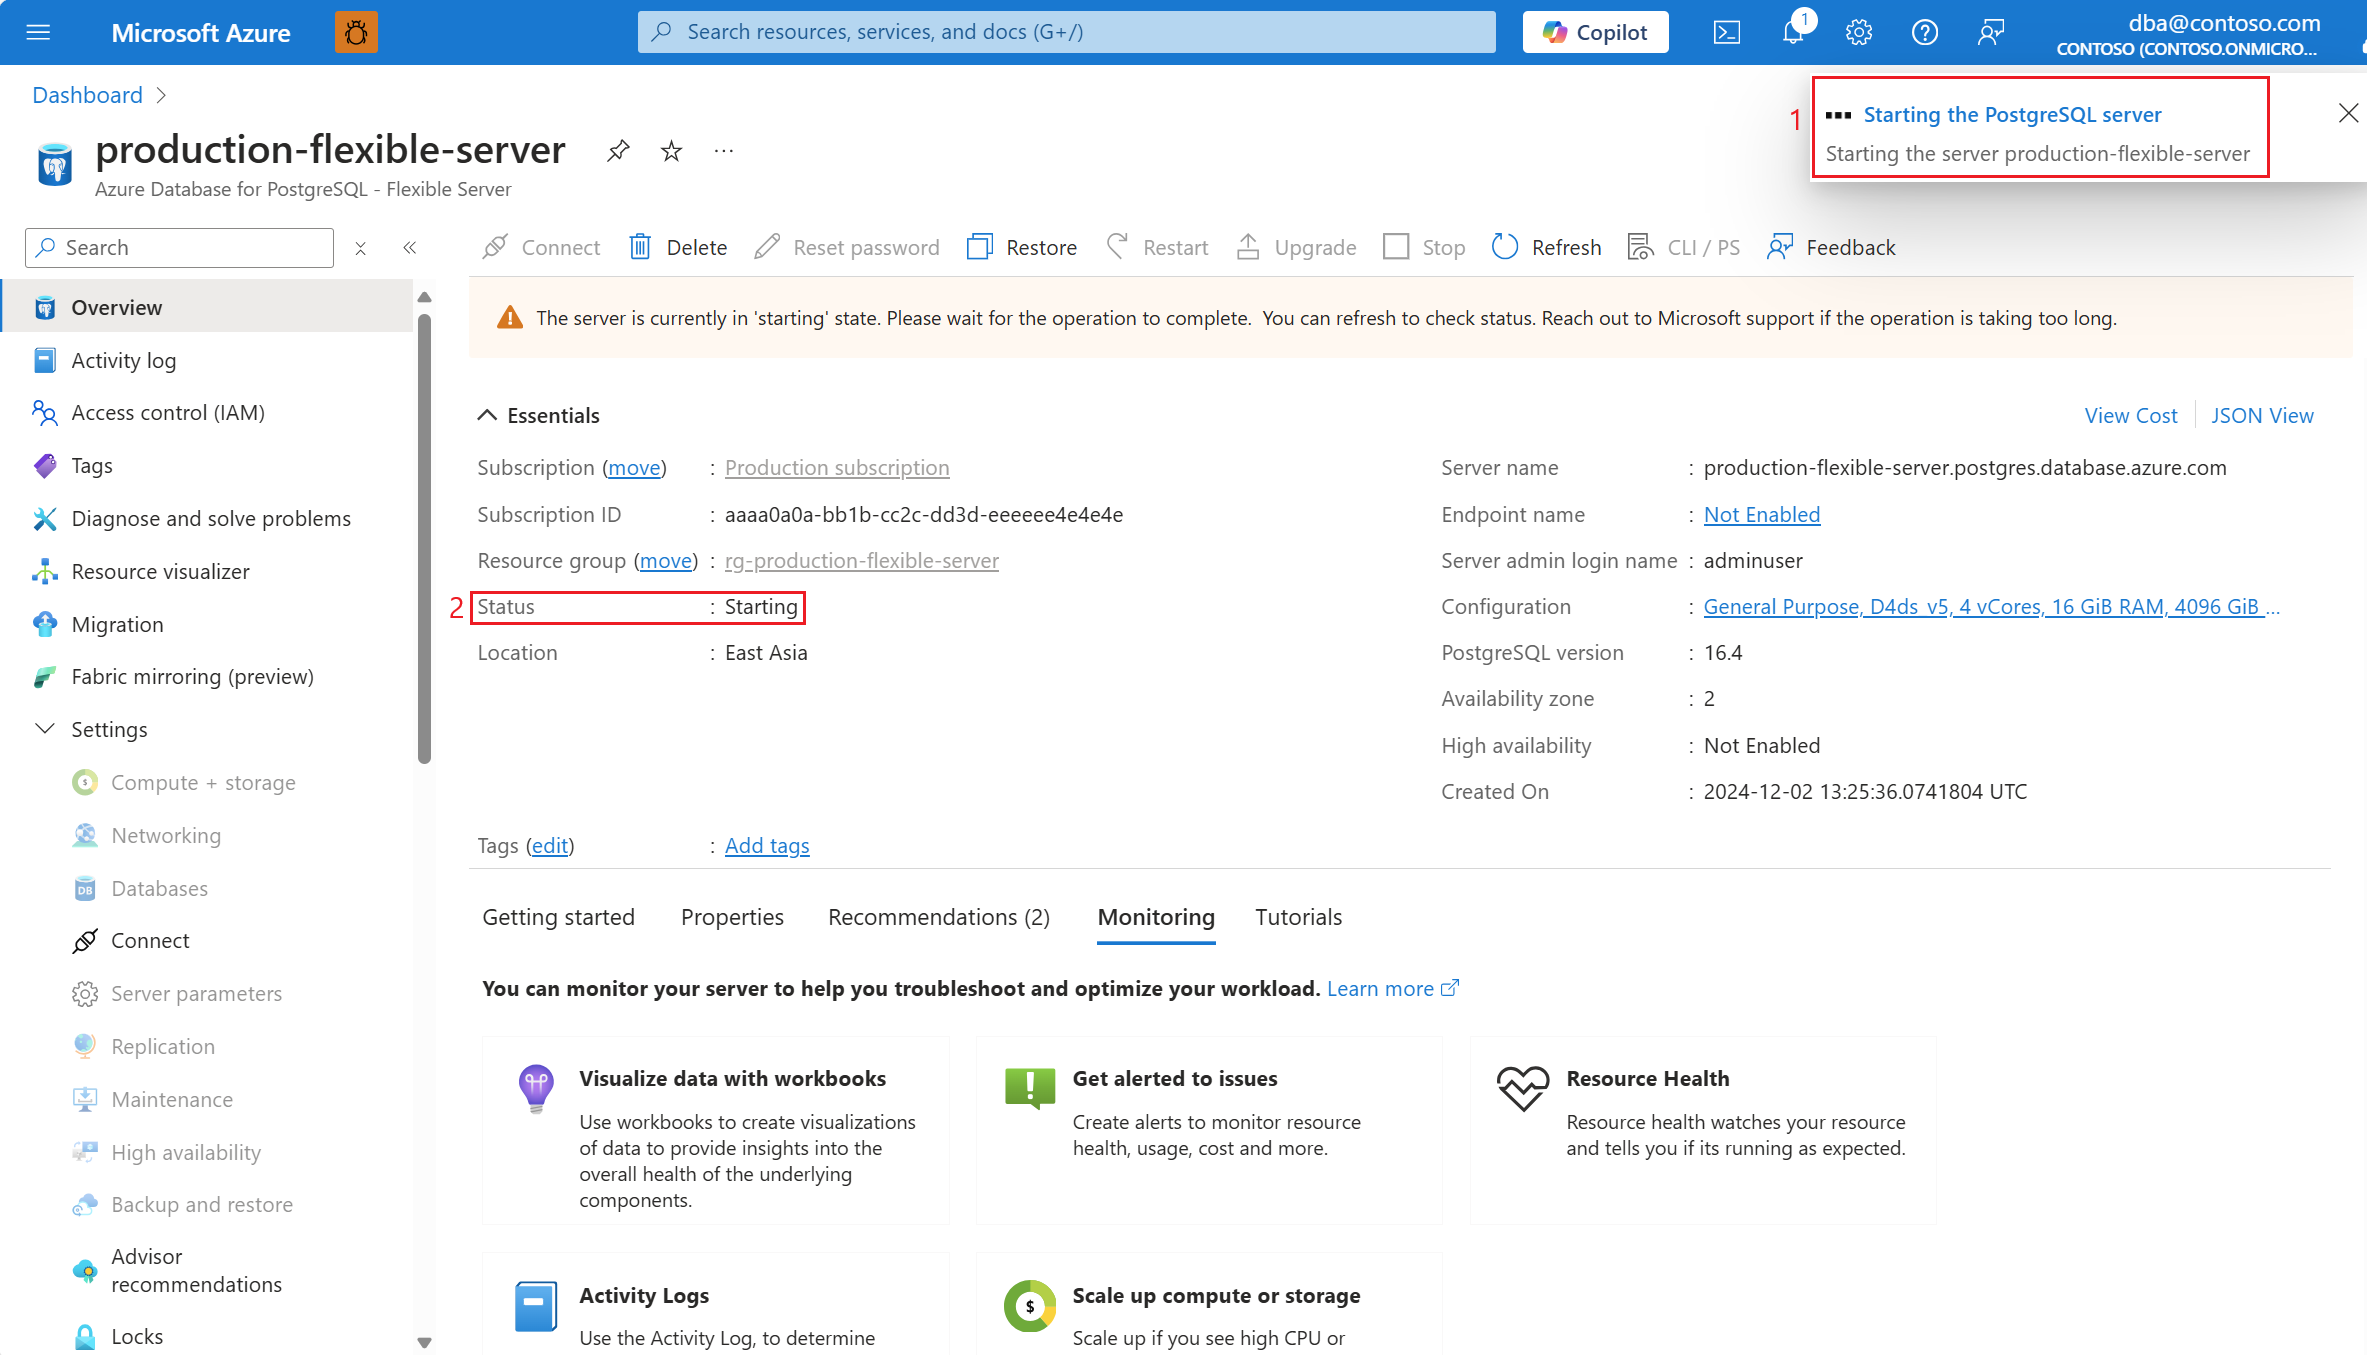 Microsoft Azure
Search resources, services, and docs (G+/)
Copilot
1
dba@contoso.com
CONTOSO (CONTOSO.ONMICRO...
Dashboard
1
Starting the PostgreSQL server
Starting the server production-flexible-server
production-flexible-server
...
Azure Database for PostgreSQL - Flexible Server
Search
Connect
Delete
Reset password
Restore
Restart
Upgrade
Stop
Refresh
CLI / PS
Feedback
Overview
Activity log
Access control (IAM)
Tags
Diagnose and solve problems
Resource visualizer
Migration
Fabric mirroring (preview)
Settings
Compute + storage
Networking
Databases
Connect
Server parameters
Replication
Maintenance
High availability
Backup and restore
Advisor
recommendations
Locks
The server is currently in 'starting' state. Please wait for the operation to complete.  You can refresh to check status. Reach out to Microsoft support if the operation is taking too long.
Essentials
View Cost
JSON View
Subscription (move) : Production subscription
Subscription ID : aaaa0a0a-bb1b-cc2c-dd3d-eeeeee4e4e4e
Resource group (move) : rg-production-flexible-server
2
Status : Starting
Location : East Asia
Server name : production-flexible-server.postgres.database.azure.com
Endpoint name : Not Enabled
Server admin login name : adminuser
Configuration : General Purpose, D4ds_v5, 4 vCores, 16 GiB RAM, 4096 GiB ...
PostgreSQL version : 16.4
Availability zone : 2
High availability : Not Enabled
Created On : 2024-12-02 13:25:36.0741804 UTC
Tags (edit) : Add tags
Getting started
Properties
Recommendations (2)
Monitoring
Tutorials
You can monitor your server to help you troubleshoot and optimize your workload. Learn more
Visualize data with workbooks
Use workbooks to create visualizations
of data to provide insights into the
overall health of the underlying
components.
Get alerted to issues
Create alerts to monitor resource
health, usage, cost and more.
Resource Health
Resource health watches your resource
and tells you if its running as expected.
Activity Logs
Use the Activity Log, to determine
Scale up compute or storage
Scale up if you see high CPU or